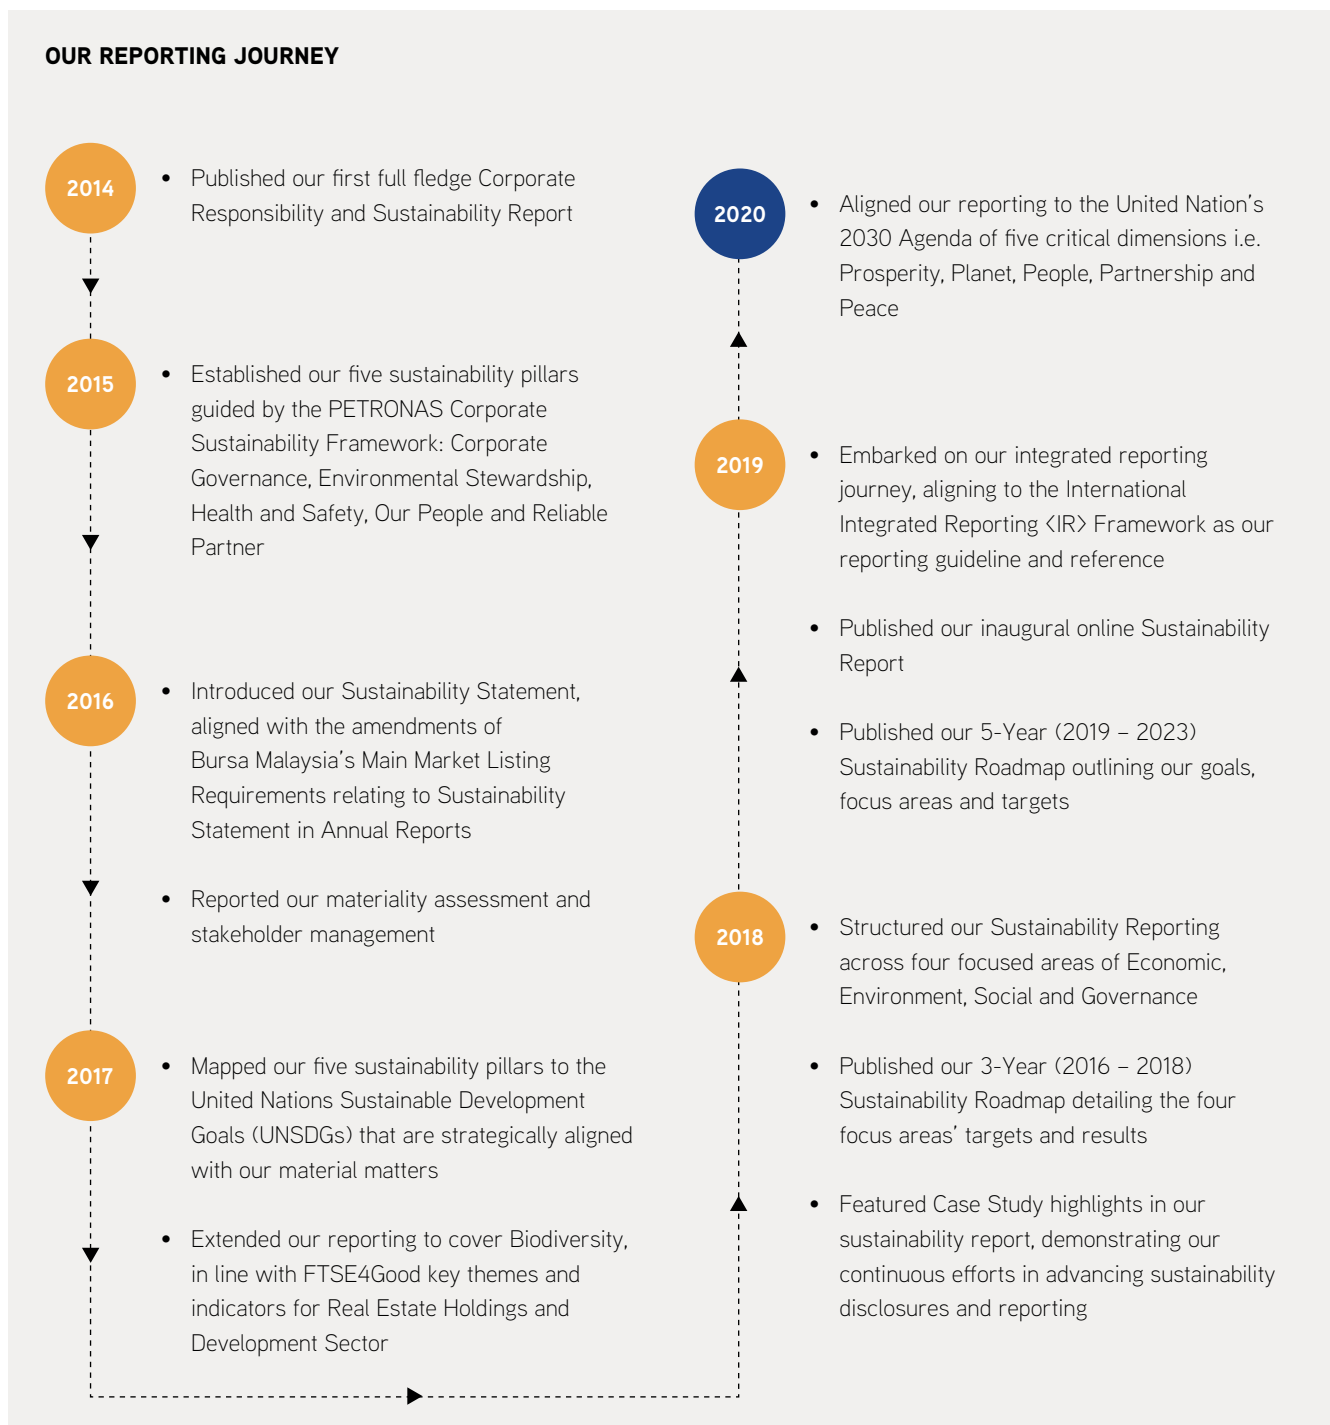 OUR REPORTING JOURNEY
2014
• Published our first full fledge Corporate
Responsibility and Sustainability Report
2015
• Established our five sustainability pillars
guided by the PETRONAS Corporate
Sustainability Framework: Corporate
Governance, Environmental Stewardship,
Health and Safety, Our People and Reliable
Partner
2016
• Introduced our Sustainability Statement,
aligned with the amendments of
Bursa Malaysia's Main Market Listing
Requirements relating to Sustainability
Statement in Annual Reports
• Reported our materiality assessment and
stakeholder management
2017
• Mapped our five sustainability pillars to the
United Nations Sustainable Development
Goals (UNSDGs) that are strategically aligned
with our material matters
• Extended our reporting to cover Biodiversity,
in line with FTSE4Good key themes and
indicators for Real Estate Holdings and
Development Sector
2018
• Structured our Sustainability Reporting
across four focused areas of Economic,
Environment, Social and Governance
• Published our 3-Year (2016 – 2018)
Sustainability Roadmap detailing the four
focus areas' targets and results
• Featured Case Study highlights in our
sustainability report, demonstrating our
continuous efforts in advancing sustainability
disclosures and reporting
2019
• Embarked on our integrated reporting
journey, aligning to the International
Integrated Reporting <IR> Framework as our
reporting guideline and reference
• Published our inaugural online Sustainability
Report
• Published our 5-Year (2019 – 2023)
Sustainability Roadmap outlining our goals,
focus areas and targets
2020
• Aligned our reporting to the United Nation's
2030 Agenda of five critical dimensions i.e.
Prosperity, Planet, People, Partnership and
Peace